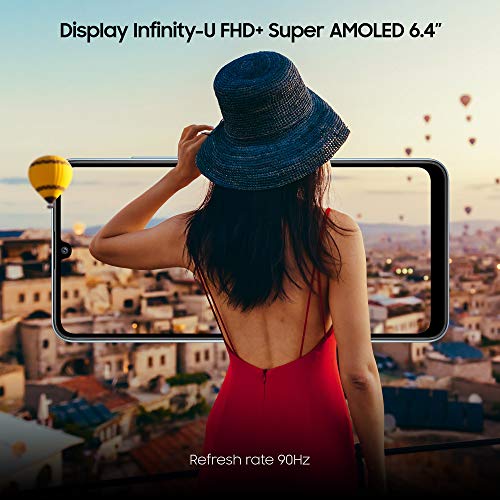 Display Infinity-U FHD+ Super AMOLED 6.4”
Refresh rate 90Hz